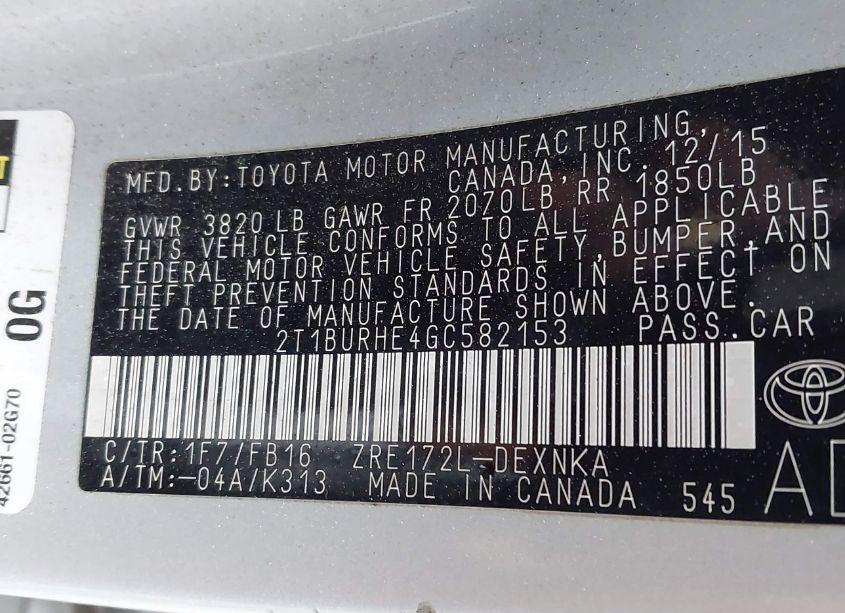 MFD.BY:TOYOTA MOTOR MANUFACTURING,
CANADA,INC. 12/15
GVWR 3820LB GAWR FR 2070LB RR 1850LB
THIS VEHICLE CONFORMS TO ALL APPLICABLE
FEDERAL MOTOR VEHICLE SAFETY,BUMPER,AND
THEFT PREVENTION STANDARDS IN EFFECT ON
THE DATE OF MANUFACTURE SHOWN ABOVE.
2T1BURHE4GC582153 PASS.CAR
C/TR:1F7/FB16 ZRE172L-DEXNKA
A/TM:-04A/K313 MADE IN CANADA 545
0G
42661-02G70